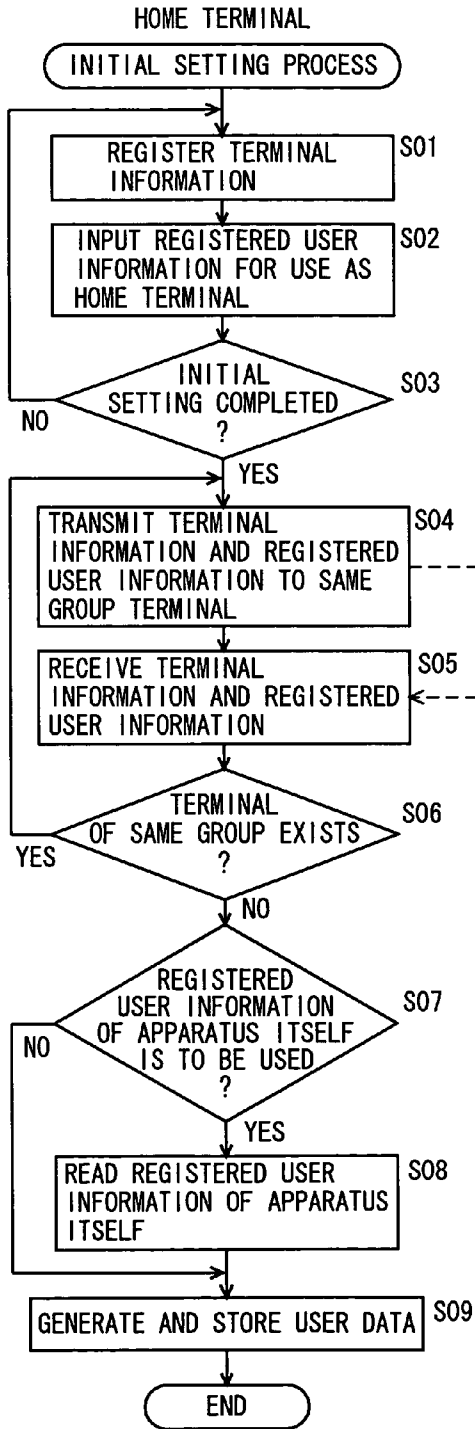 HOME TERMINAL
INITIAL SETTING PROCESS
REGISTER TERMINAL
INFORMATION
S01
INPUT REGISTERED USER
INFORMATION FOR USE AS
HOME TERMINAL
S02
INITIAL
SETTING COMPLETED
?
S03
NO
YES
TRANSMIT TERMINAL
INFORMATION AND REGISTERED
USER INFORMATION TO SAME
GROUP TERMINAL
S04
RECEIVE TERMINAL
INFORMATION AND REGISTERED
USER INFORMATION
S05
TERMINAL
OF SAME GROUP EXISTS
?
S06
YES
NO
REGISTERED
USER INFORMATION
OF APPARATUS ITSELF
IS TO BE USED
?
S07
NO
YES
READ REGISTERED USER
INFORMATION OF APPARATUS
ITSELF
S08
GENERATE AND STORE USER DATA
S09
END